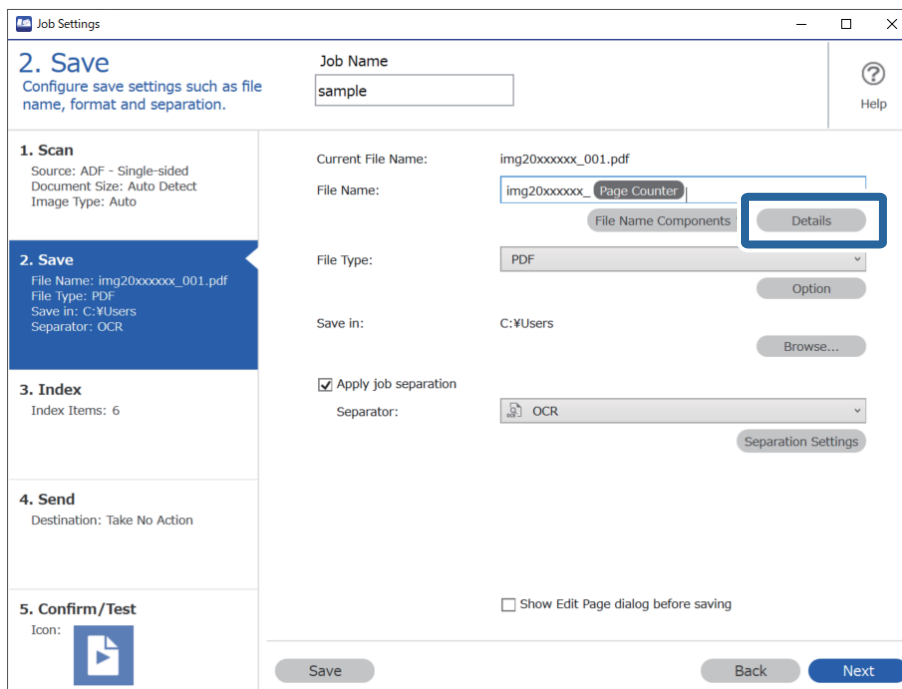 Job Settings
2. Save
Configure save settings such as file
name, format and separation.
Job Name
sample
Help
1. Scan
Source: ADF - Single-sided
Document Size: Auto Detect
Image Type: Auto
2. Save
File Name: img20xxxxxx_001.pdf
File Type: PDF
Save in: C:¥Users
Separator: OCR
3. Index
Index Items: 6
4. Send
Destination: Take No Action
5. Confirm/Test
Icon:
Current File Name: img20xxxxxx_001.pdf
File Name: img20xxxxxx_ Page Counter
File Name Components Details
File Type: PDF
Option
Save in: C:¥Users
Browse...
Apply job separation
Separator: OCR
Separation Settings
Show Edit Page dialog before saving
Save Back Next